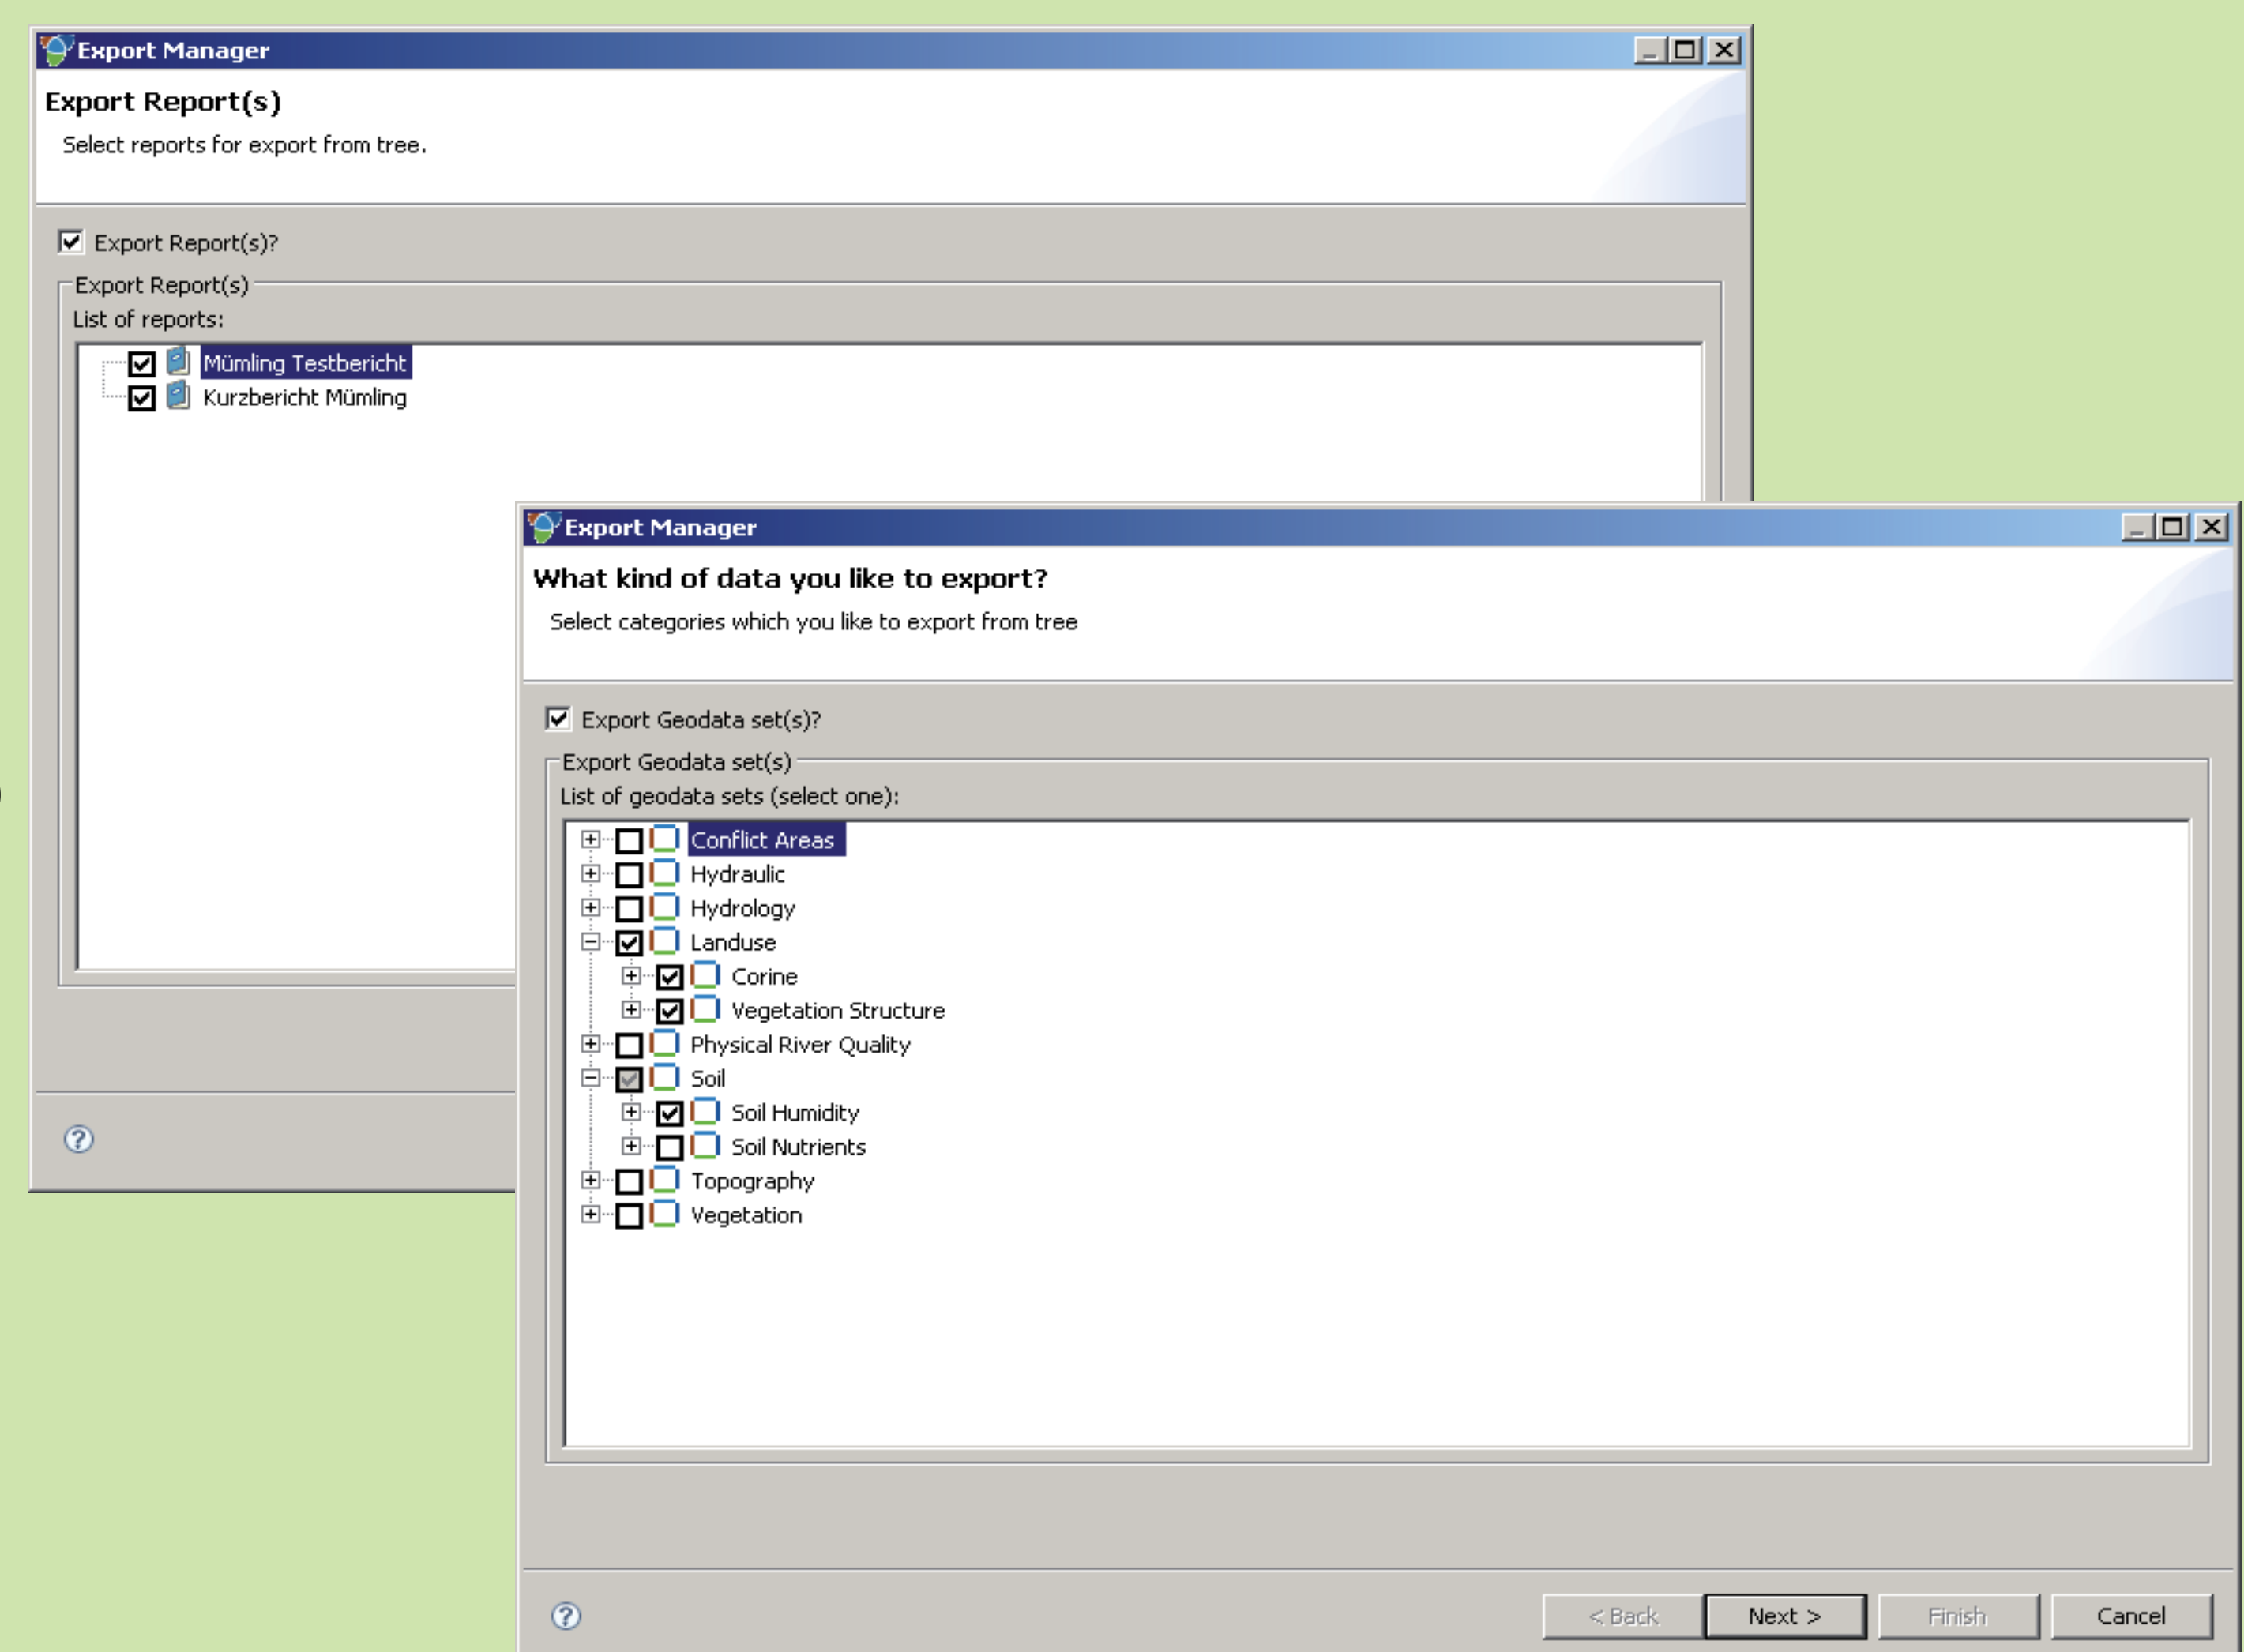 Export Manager
Export Report(s)
Select reports for export from tree.
Export Report(s)?
Export Report(s)
List of reports:
Mümling Testbericht
Kurzbericht Mümling
Export Manager
What kind of data you like to export?
Select categories which you like to export from tree
Export Geodata set(s)?
Export Geodata set(s)
List of geodata sets (select one):
Conflict Areas
Hydraulic
Hydrology
Landuse
Corine
Vegetation Structure
Physical River Quality
Soil
Soil Humidity
Soil Nutrients
Topography
Vegetation
< Back Next > Finish Cancel